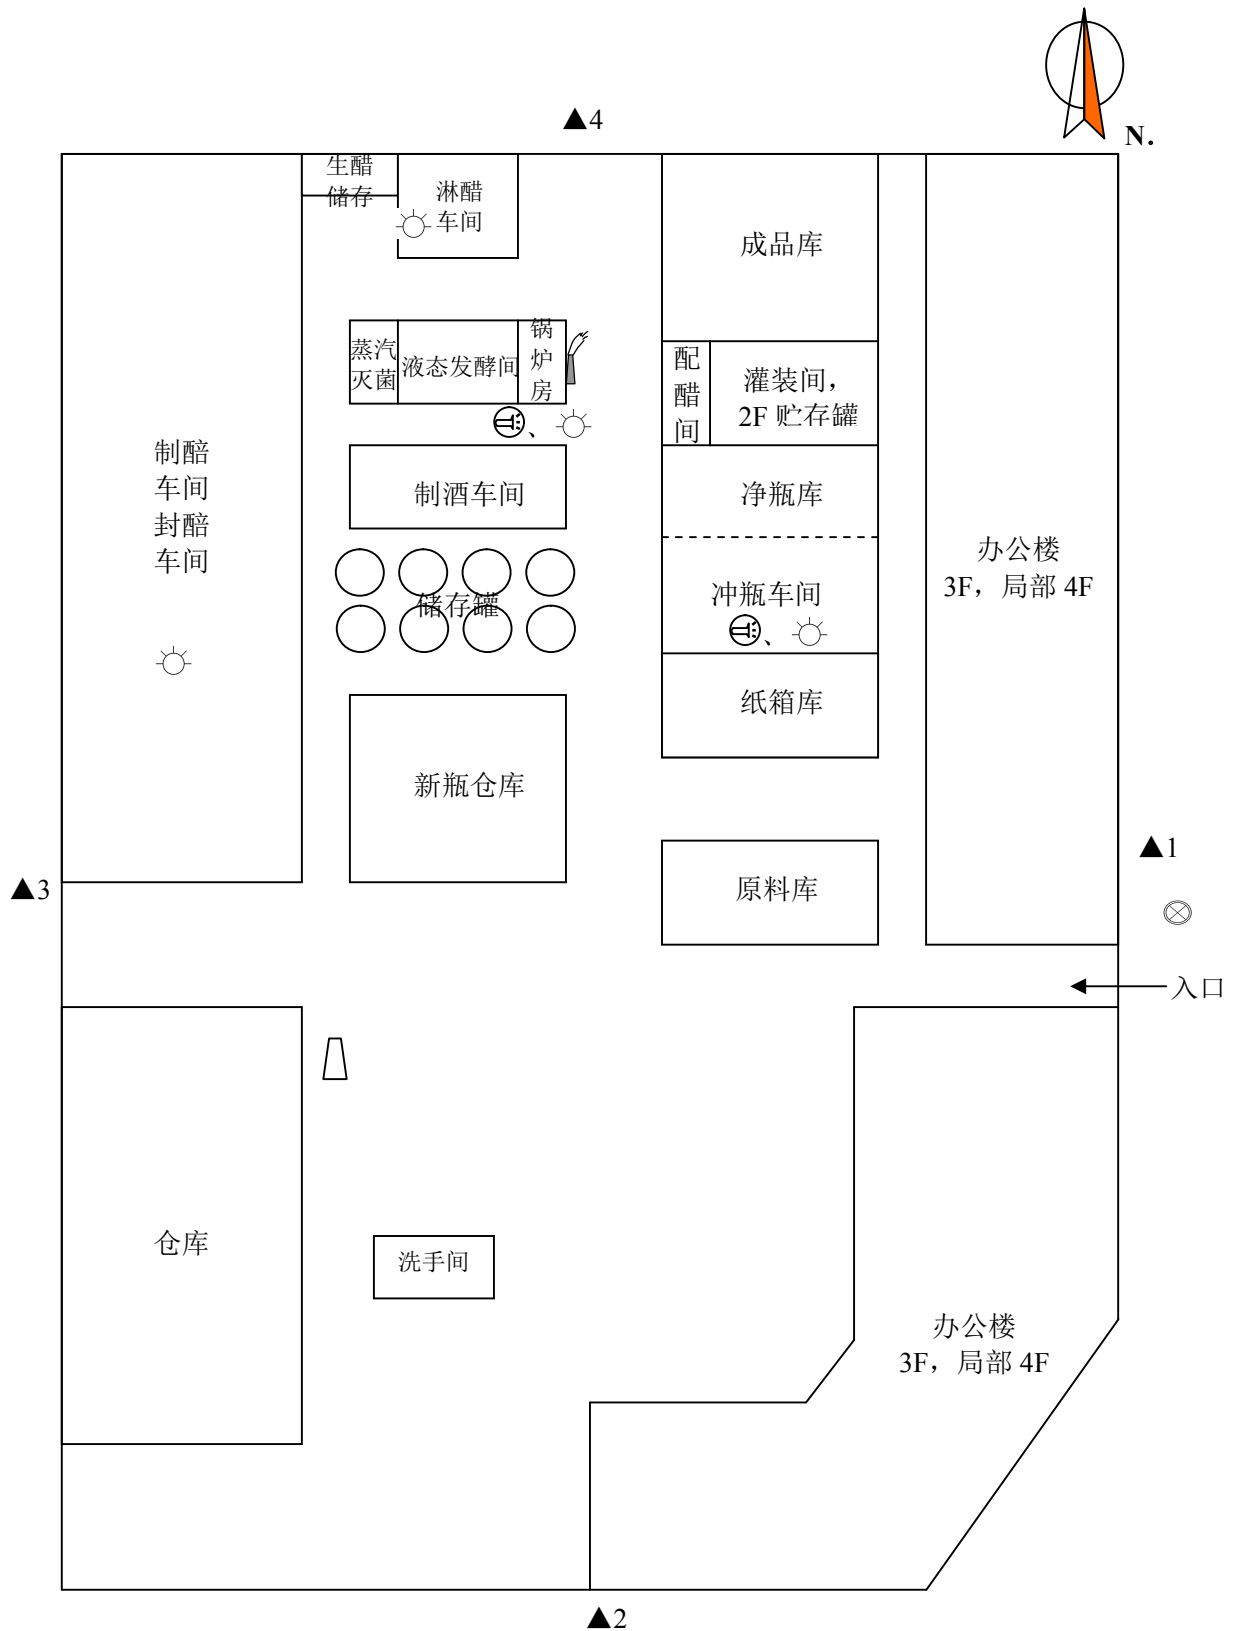 ▲4
N.
生醋
储存
淋醋
车间
成品库
蒸汽
灭菌
液态发酵间
锅
炉
房
配
醋
间
灌装间，
2F 贮存罐
、
制醅
车间
封醅
车间
制酒车间
净瓶库
办公楼
3F，局部 4F
储存罐
冲瓶车间
、
纸箱库
新瓶仓库
▲1
▲3
原料库
入口
仓库
洗手间
办公楼
3F，局部 4F
▲2